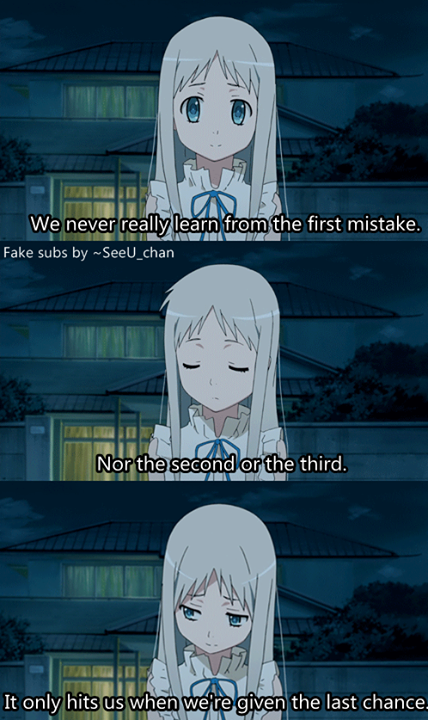 We never really learn from the first mistake.
Fake subs by ~SeeU_chan
Nor the second or the third.
It only hits us when we're given the last chance.